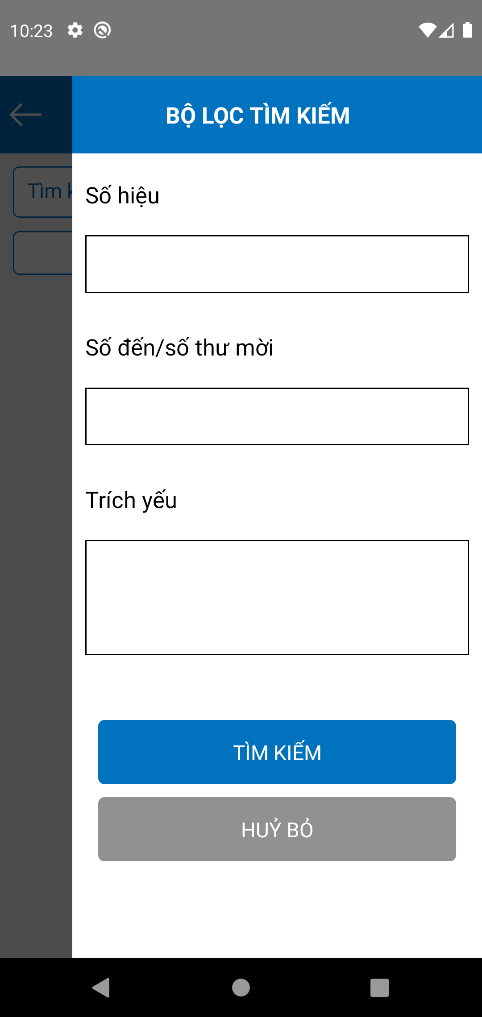 10:23
BỘ LỌC TÌM KIẾM
Tìm
Số hiệu
Số đến/số thư mời
Trích yếu
TÌM KIẾM
HUỶ BỎ